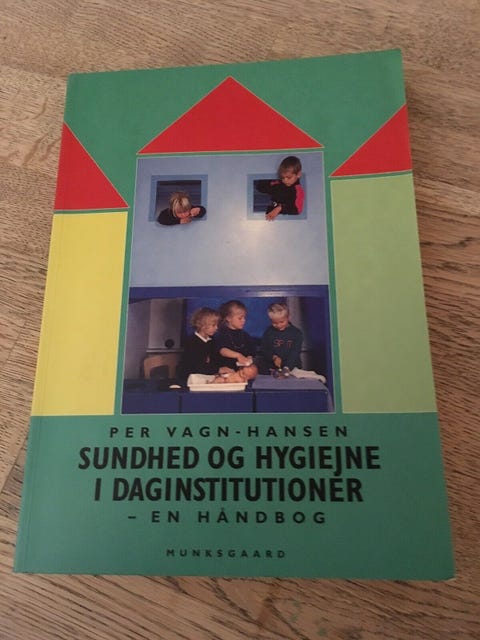 PER VAGN-HANSEN
SUNDHED OG HYGIEJNE
I DAGINSTITUTIONER
– EN HÅNDBOG
MUNKSGAARD